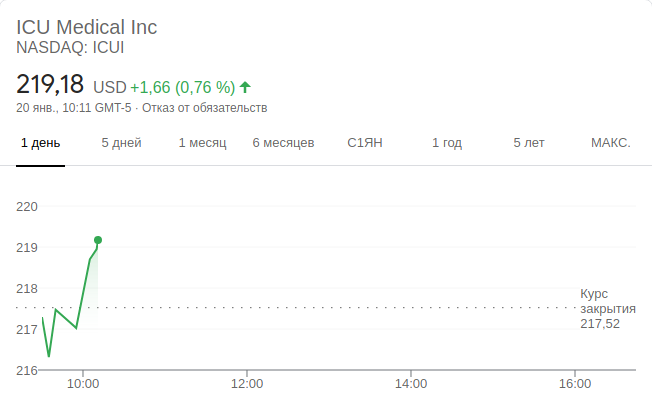 ICU Medical Inc
NASDAQ: ICUI
219,18 USD +1,66 (0,76 %)
20 янв., 10:11 GMT-5 · Отказ от обязательств
1 день 5 дней 1 месяц 6 месяцев С1ЯН 1 год 5 лет МАКС.
220
219
218
Курс
закрытия
217,52
217
216
10:00 12:00 14:00 16:00